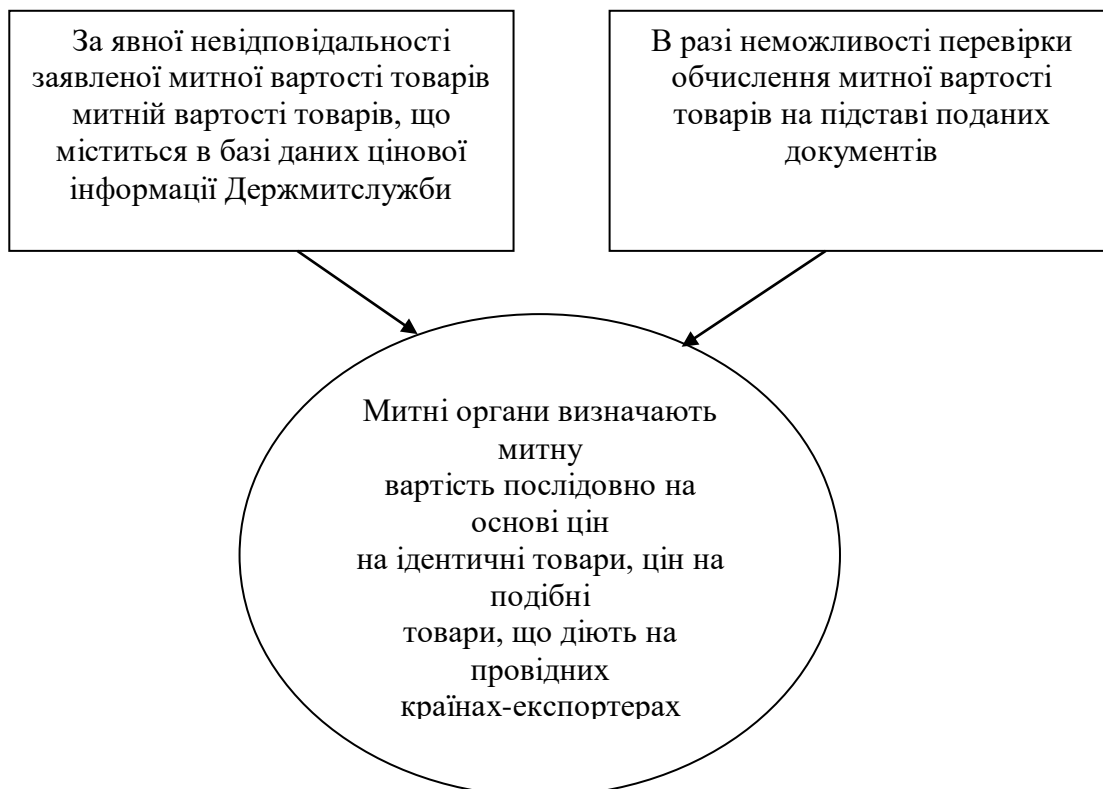 За явної невідповідальності
заявленої митної вартості товарів
митній вартості товарів, що
міститься в базі даних цінової
інформації Держмитслужби
В разі неможливості перевірки
обчислення митної вартості
товарів на підставі поданих
документів
Митні органи визначають
митну
вартість послідовно на
основі цін
на ідентичні товари, цін на
подібні
товари, що діють на
провідних
країнах-експортерах